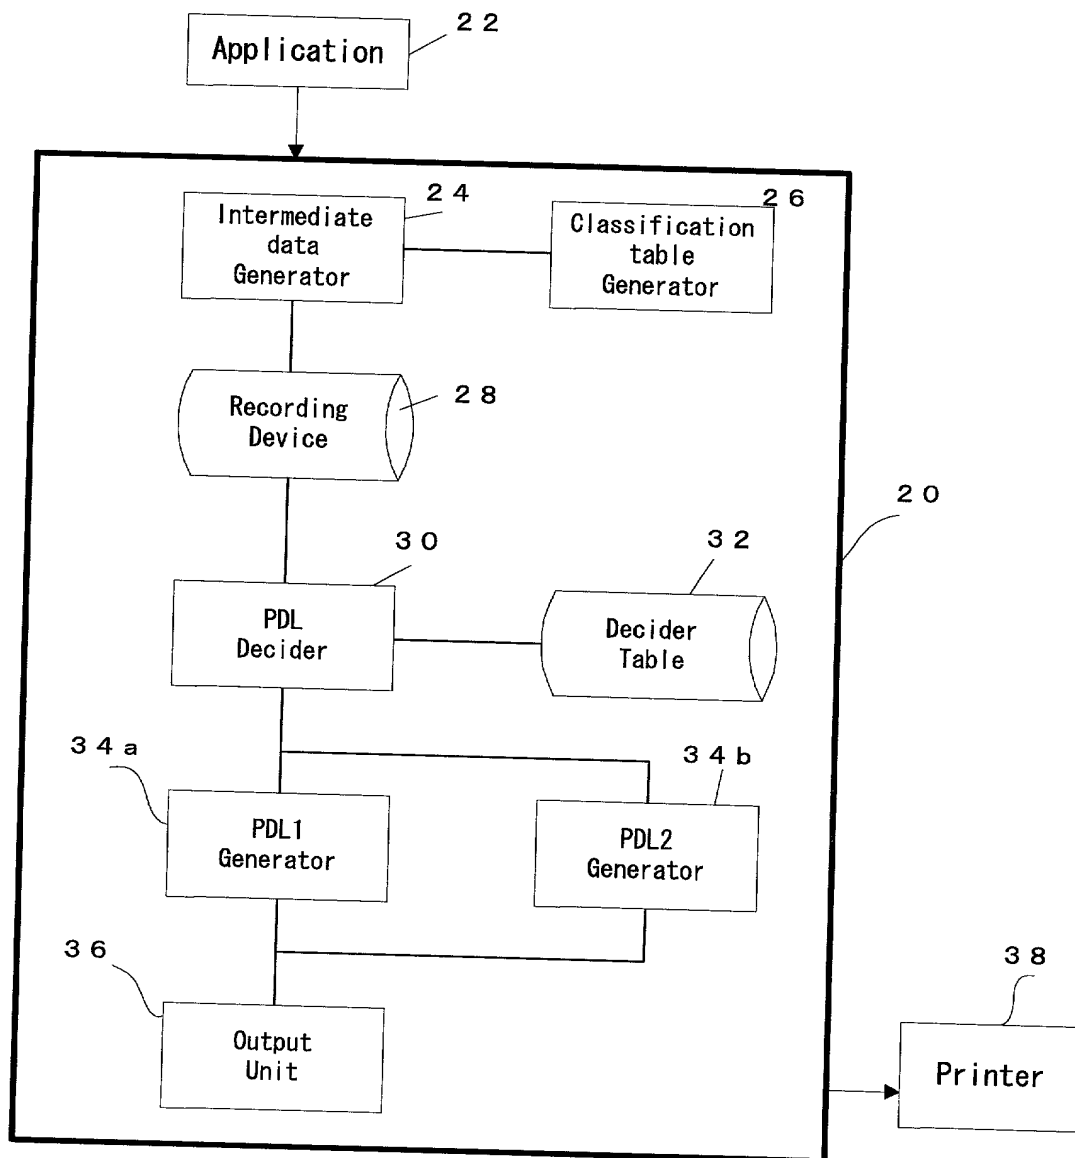 22
Application
24
26
Intermediate
data
Generator
Classification
table
Generator
28
Recording
Device
20
30
32
PDL
Decider
Decider
Table
34a
34b
PDL1
Generator
PDL2
Generator
36
38
Output
Unit
Printer